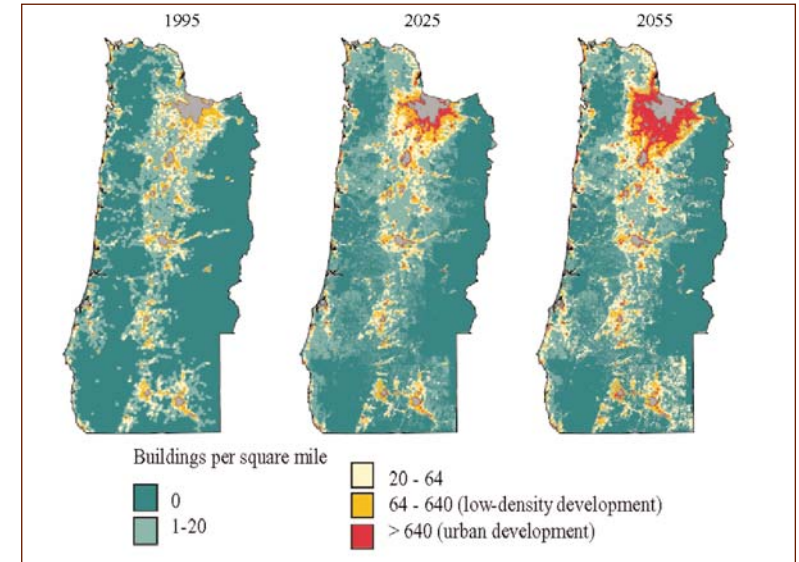 1995 2025 2055
Buildings per square mile
0
1-20
20 - 64
64 - 640 (low-density development)
> 640 (urban development)